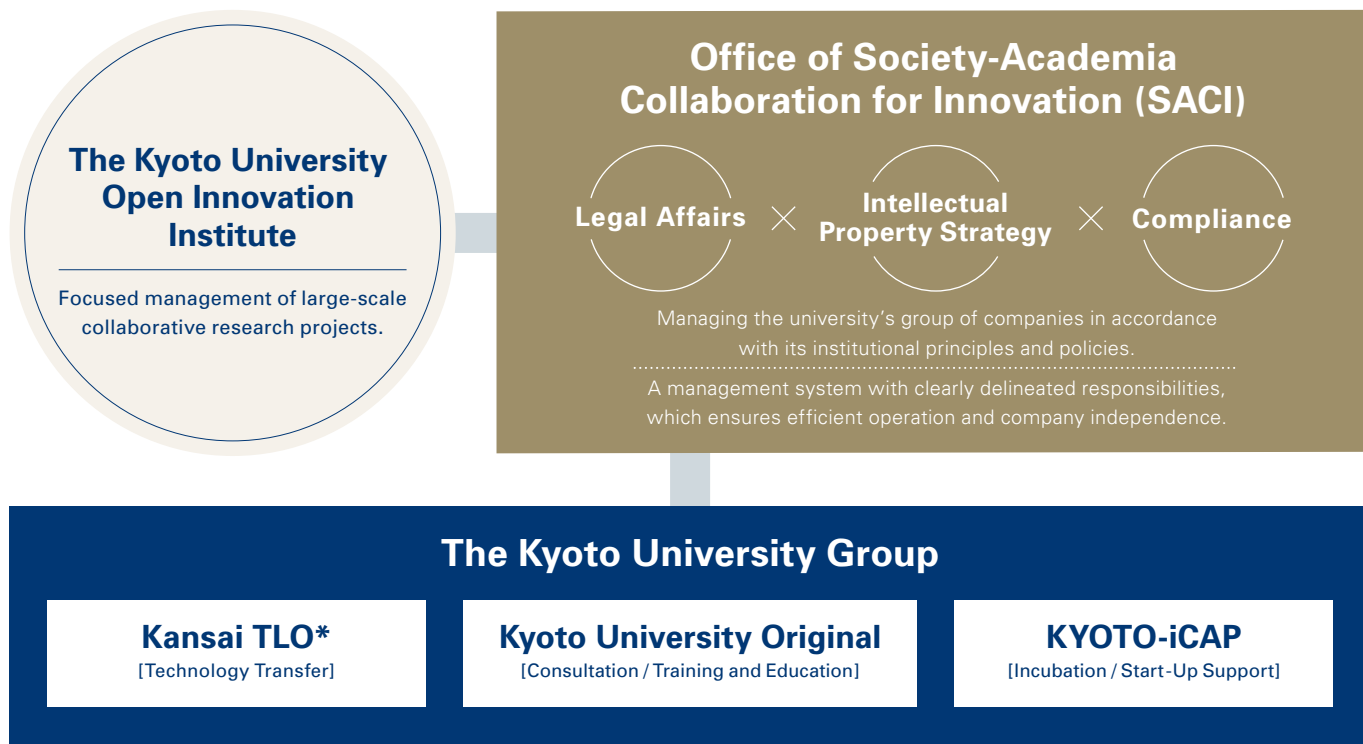 The Kyoto University
Open Innovation
Institute
Focused management of large-scale
collaborative research projects.
Office of Society-Academia
Collaboration for Innovation (SACI)
Legal Affairs
×
Intellectual
Property Strategy
×
Compliance
Managing the university’s group of companies in accordance
with its institutional principles and policies.
A management system with clearly delineated responsibilities,
which ensures efficient operation and company independence.
The Kyoto University Group
Kansai TLO*
[Technology Transfer]
Kyoto University Original
[Consultation / Training and Education]
KYOTO-iCAP
[Incubation / Start-Up Support]